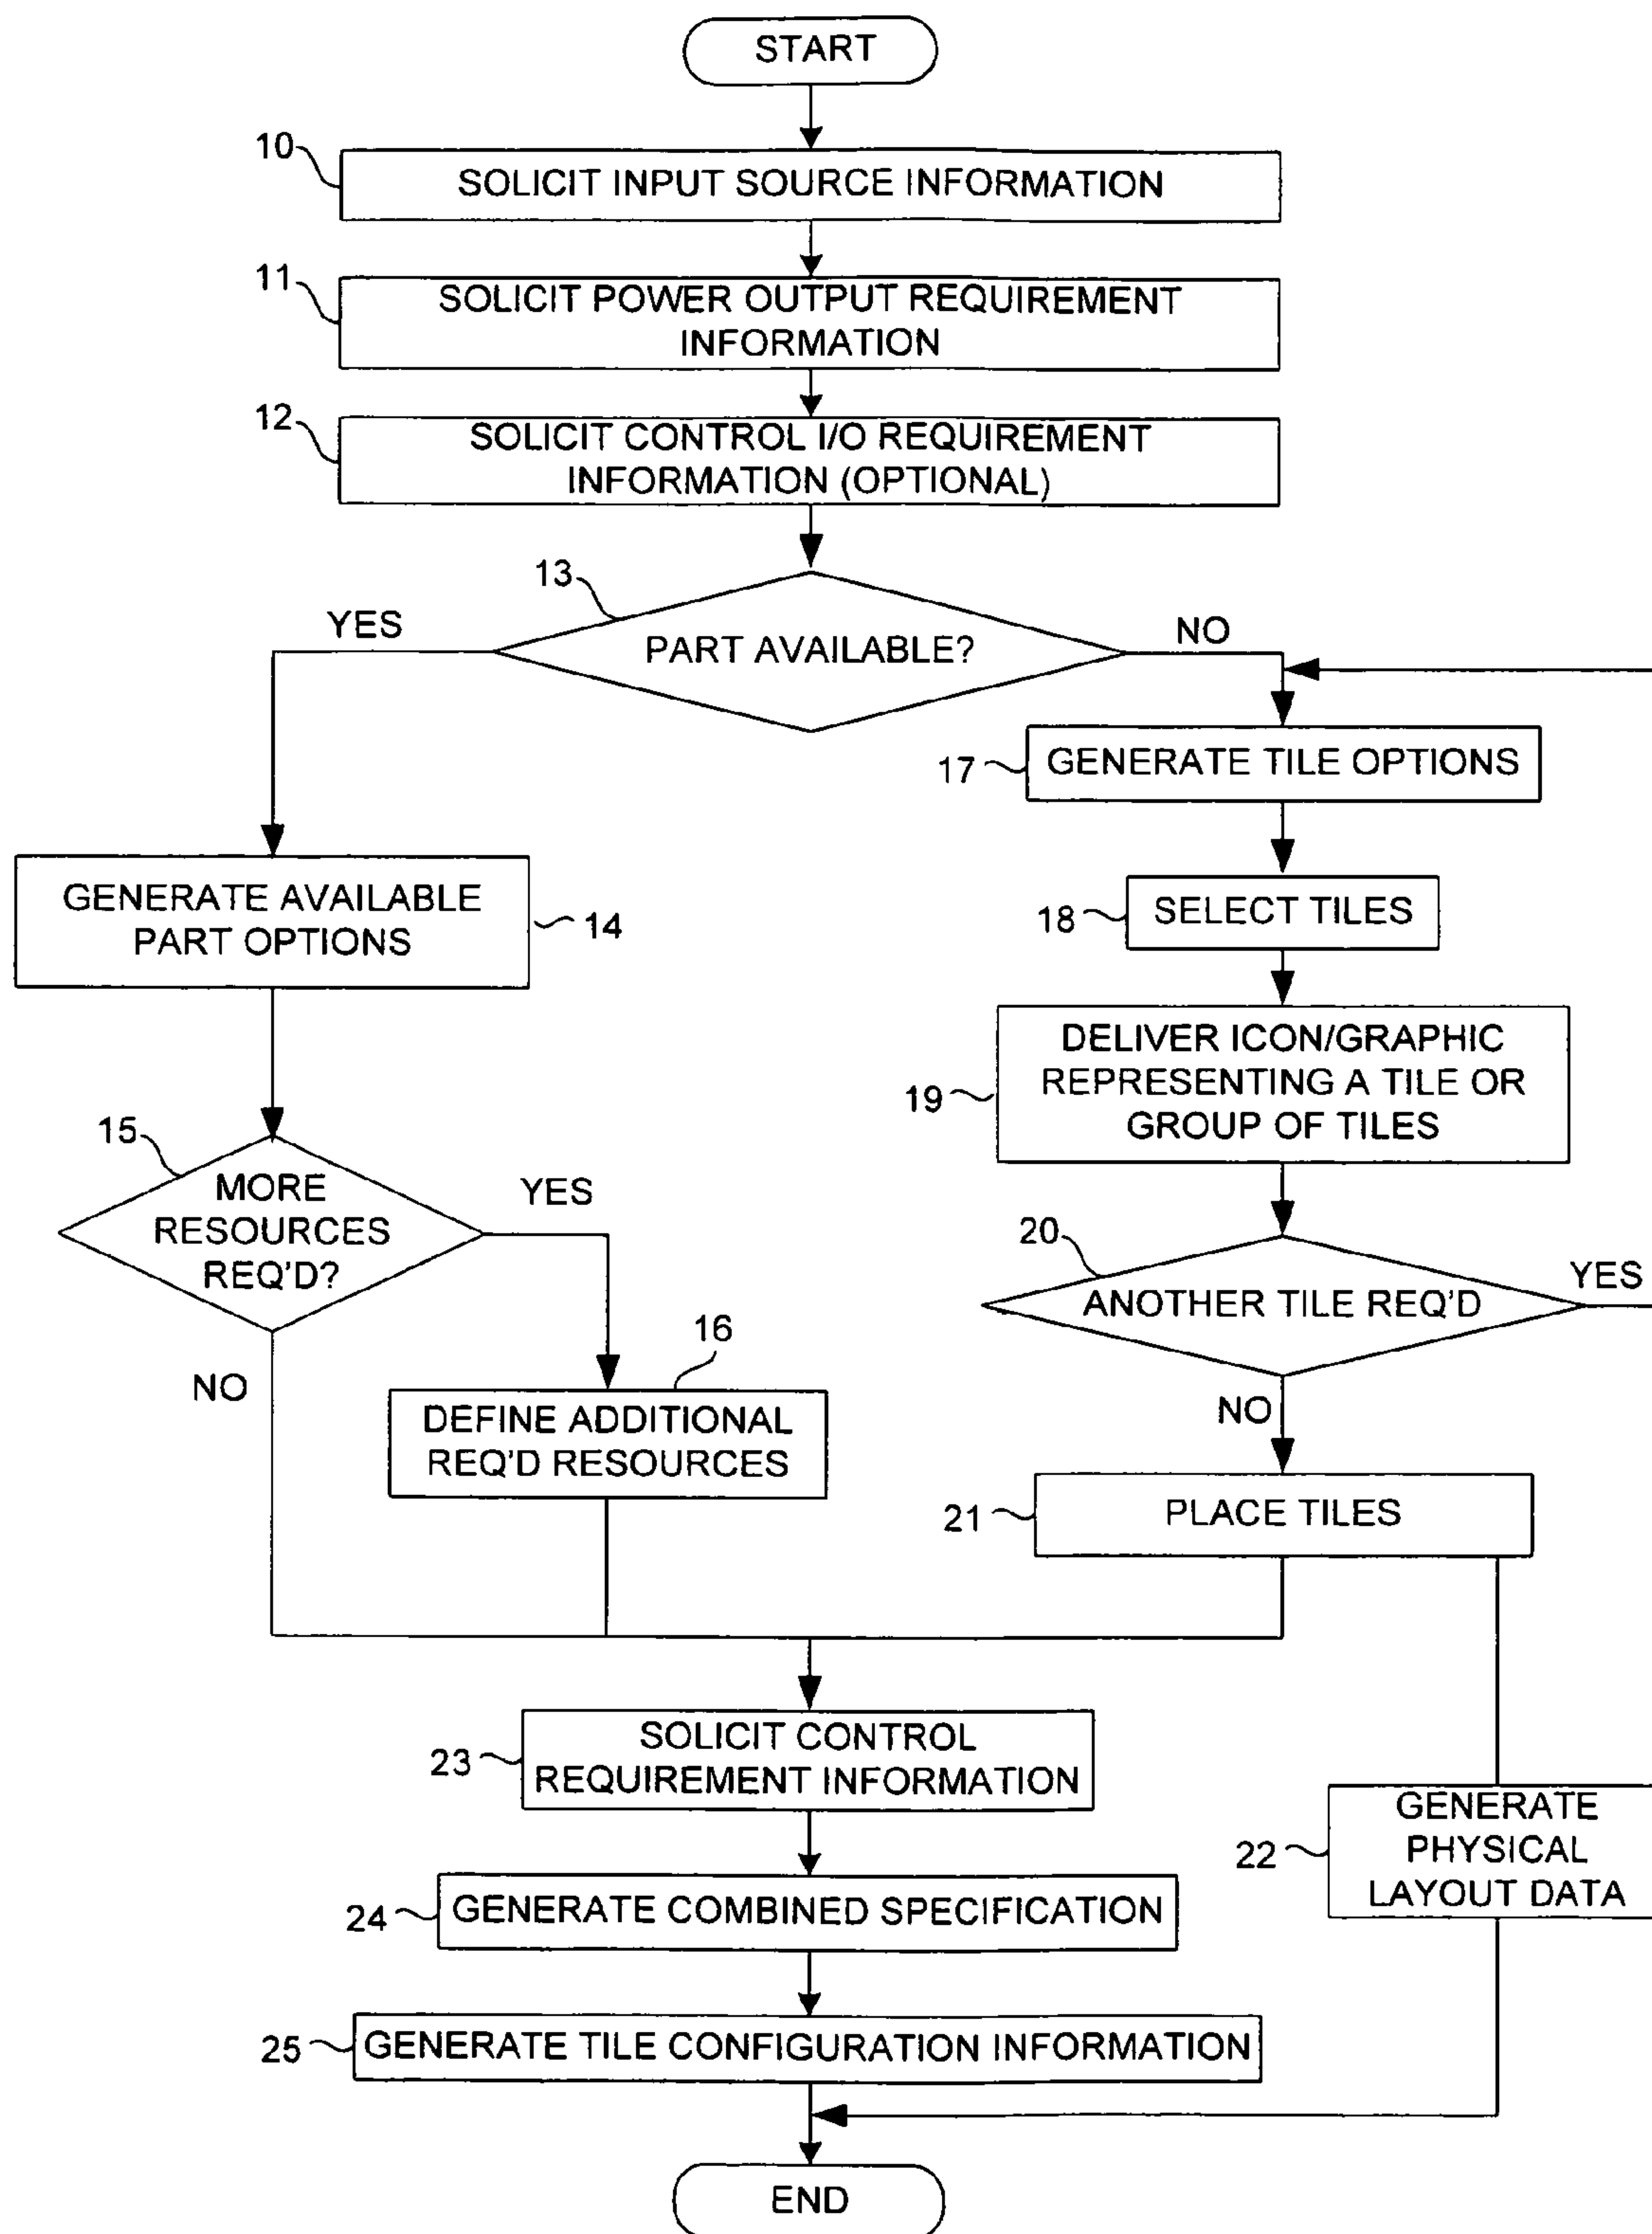 START
10
SOLICIT INPUT SOURCE INFORMATION
11
SOLICIT POWER OUTPUT REQUIREMENT
INFORMATION
12
SOLICIT CONTROL I/O REQUIREMENT
INFORMATION (OPTIONAL)
13
PART AVAILABLE?
YES
NO
17
GENERATE TILE OPTIONS
GENERATE AVAILABLE
PART OPTIONS
14
18
SELECT TILES
19
DELIVER ICON/GRAPHIC
REPRESENTING A TILE OR
GROUP OF TILES
15
MORE
RESOURCES
REQ'D?
YES
NO
20
ANOTHER TILE REQ'D
YES
NO
16
DEFINE ADDITIONAL
REQ'D RESOURCES
21
PLACE TILES
23
SOLICIT CONTROL
REQUIREMENT INFORMATION
22
GENERATE
PHYSICAL
LAYOUT DATA
24
GENERATE COMBINED SPECIFICATION
25
GENERATE TILE CONFIGURATION INFORMATION
END